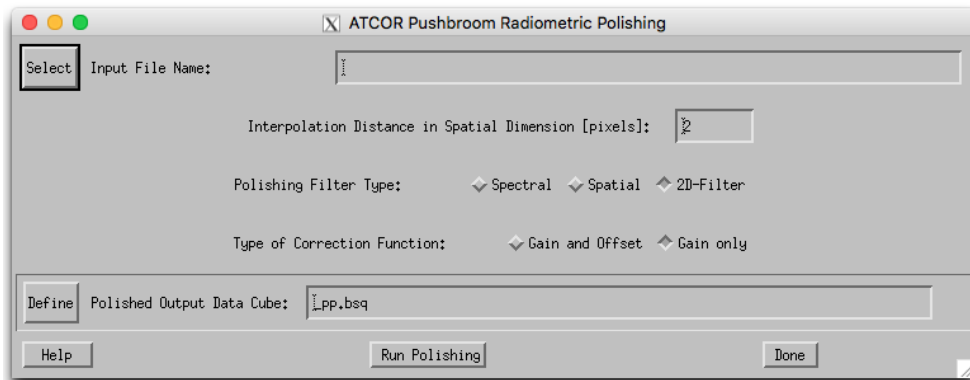 ATCOR Pushbroom Radiometric Polishing
Select Input File Name:
Interpolation Distance in Spatial Dimension [pixels]: 2
Polishing Filter Type: Spectral Spatial 2D-Filter
Type of Correction Function: Gain and Offset Gain only
Define Polished Output Data Cube: _pp.bsq
Help Run Polishing Done